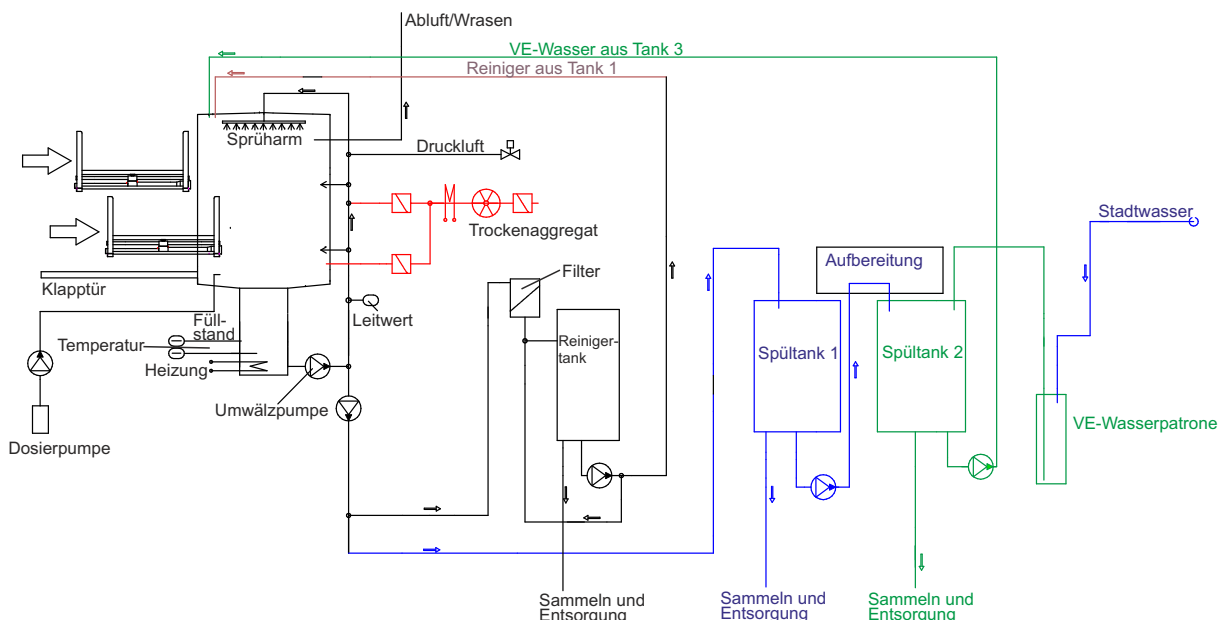 Abluft/Wrasen
VE-Wasser aus Tank 3
Reiniger aus Tank 1
Sprüharm
Druckluft
Trockenaggregat
Stadtwasser
Klapptür
Filter
Aufbereitung
Leitwert
Füll-
stand
Temperatur
Heizung
Reiniger-
tank
Spültank 1
Spültank 2
Umwälzpumpe
Dosierpumpe
VE-Wasserpatrone
Sammeln und
Entsorgung
Sammeln und
Entsorgung
Sammeln und
Entsorgung